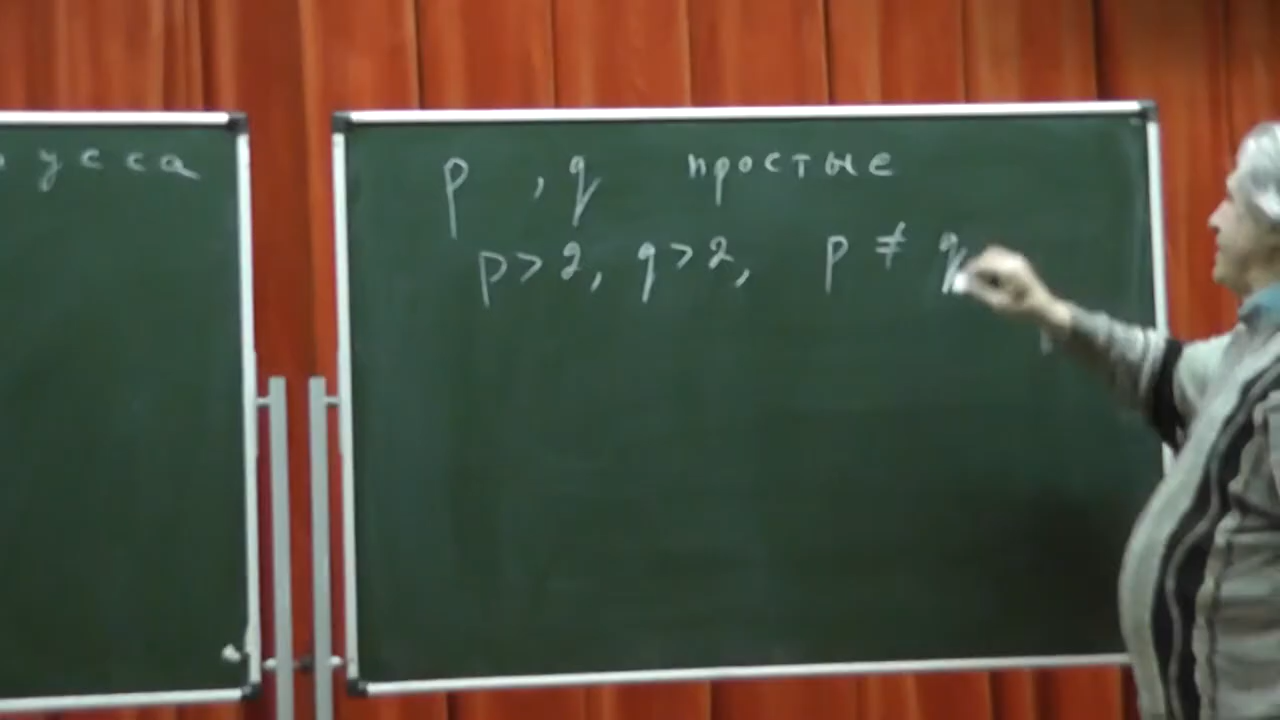 усса
p, q простые
p > 2, q > 2, p ≠ q